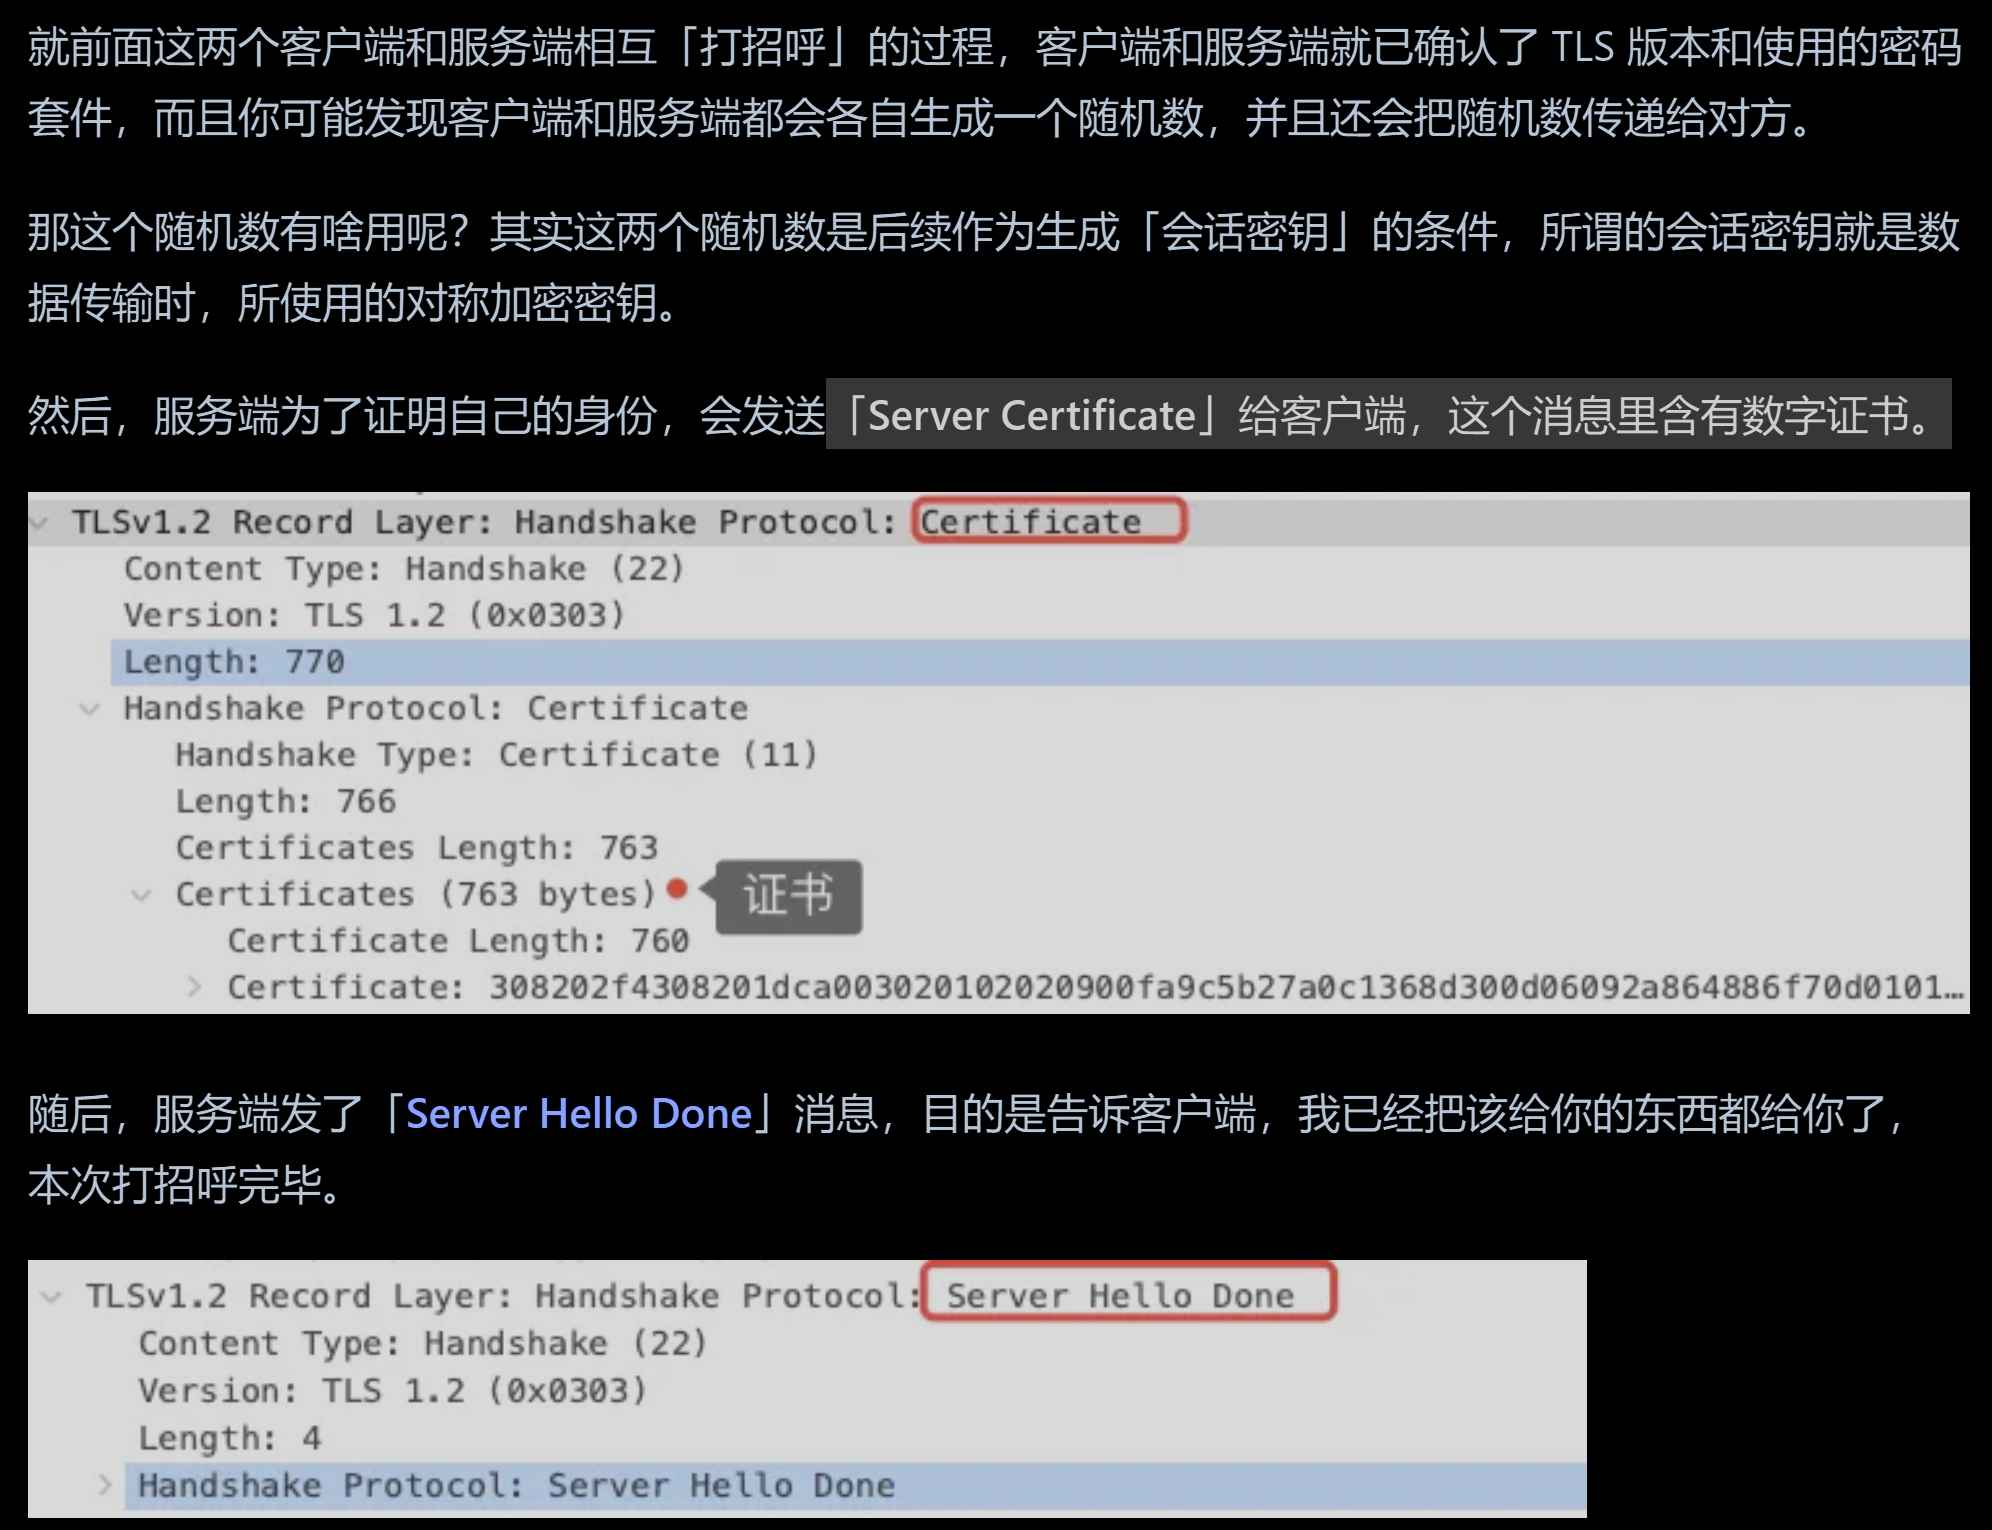 就前面这两个客户端和服务端相互「打招呼」的过程，客户端和服务端就已确认了 TLS 版本和使用的密码
套件，而且你可能发现客户端和服务端都会各自生成一个随机数，并且还会把随机数传递给对方。
那这个随机数有啥用呢？其实这两个随机数是后续作为生成「会话密钥」的条件，所谓的会话密钥就是数
据传输时，所使用的对称加密密钥。
然后，服务端为了证明自己的身份，会发送「Server Certificate」给客户端，这个消息里含有数字证书。
TLSv1.2 Record Layer: Handshake Protocol: Certificate
Content Type: Handshake (22)
Version: TLS 1.2 (0x0303)
Length: 770
Handshake Protocol: Certificate
Handshake Type: Certificate (11)
Length: 766
Certificates Length: 763
Certificates (763 bytes) 证书
Certificate Length: 760
Certificate: 308202f4308201dca003020102020900fa9c5b27a0c1368d300d06092a864886f70d0101…
随后，服务端发了「Server Hello Done」消息，目的是告诉客户端，我已经把该给你的东西都给你了，
本次打招呼完毕。
TLSv1.2 Record Layer: Handshake Protocol: Server Hello Done
Content Type: Handshake (22)
Version: TLS 1.2 (0x0303)
Length: 4
Handshake Protocol: Server Hello Done